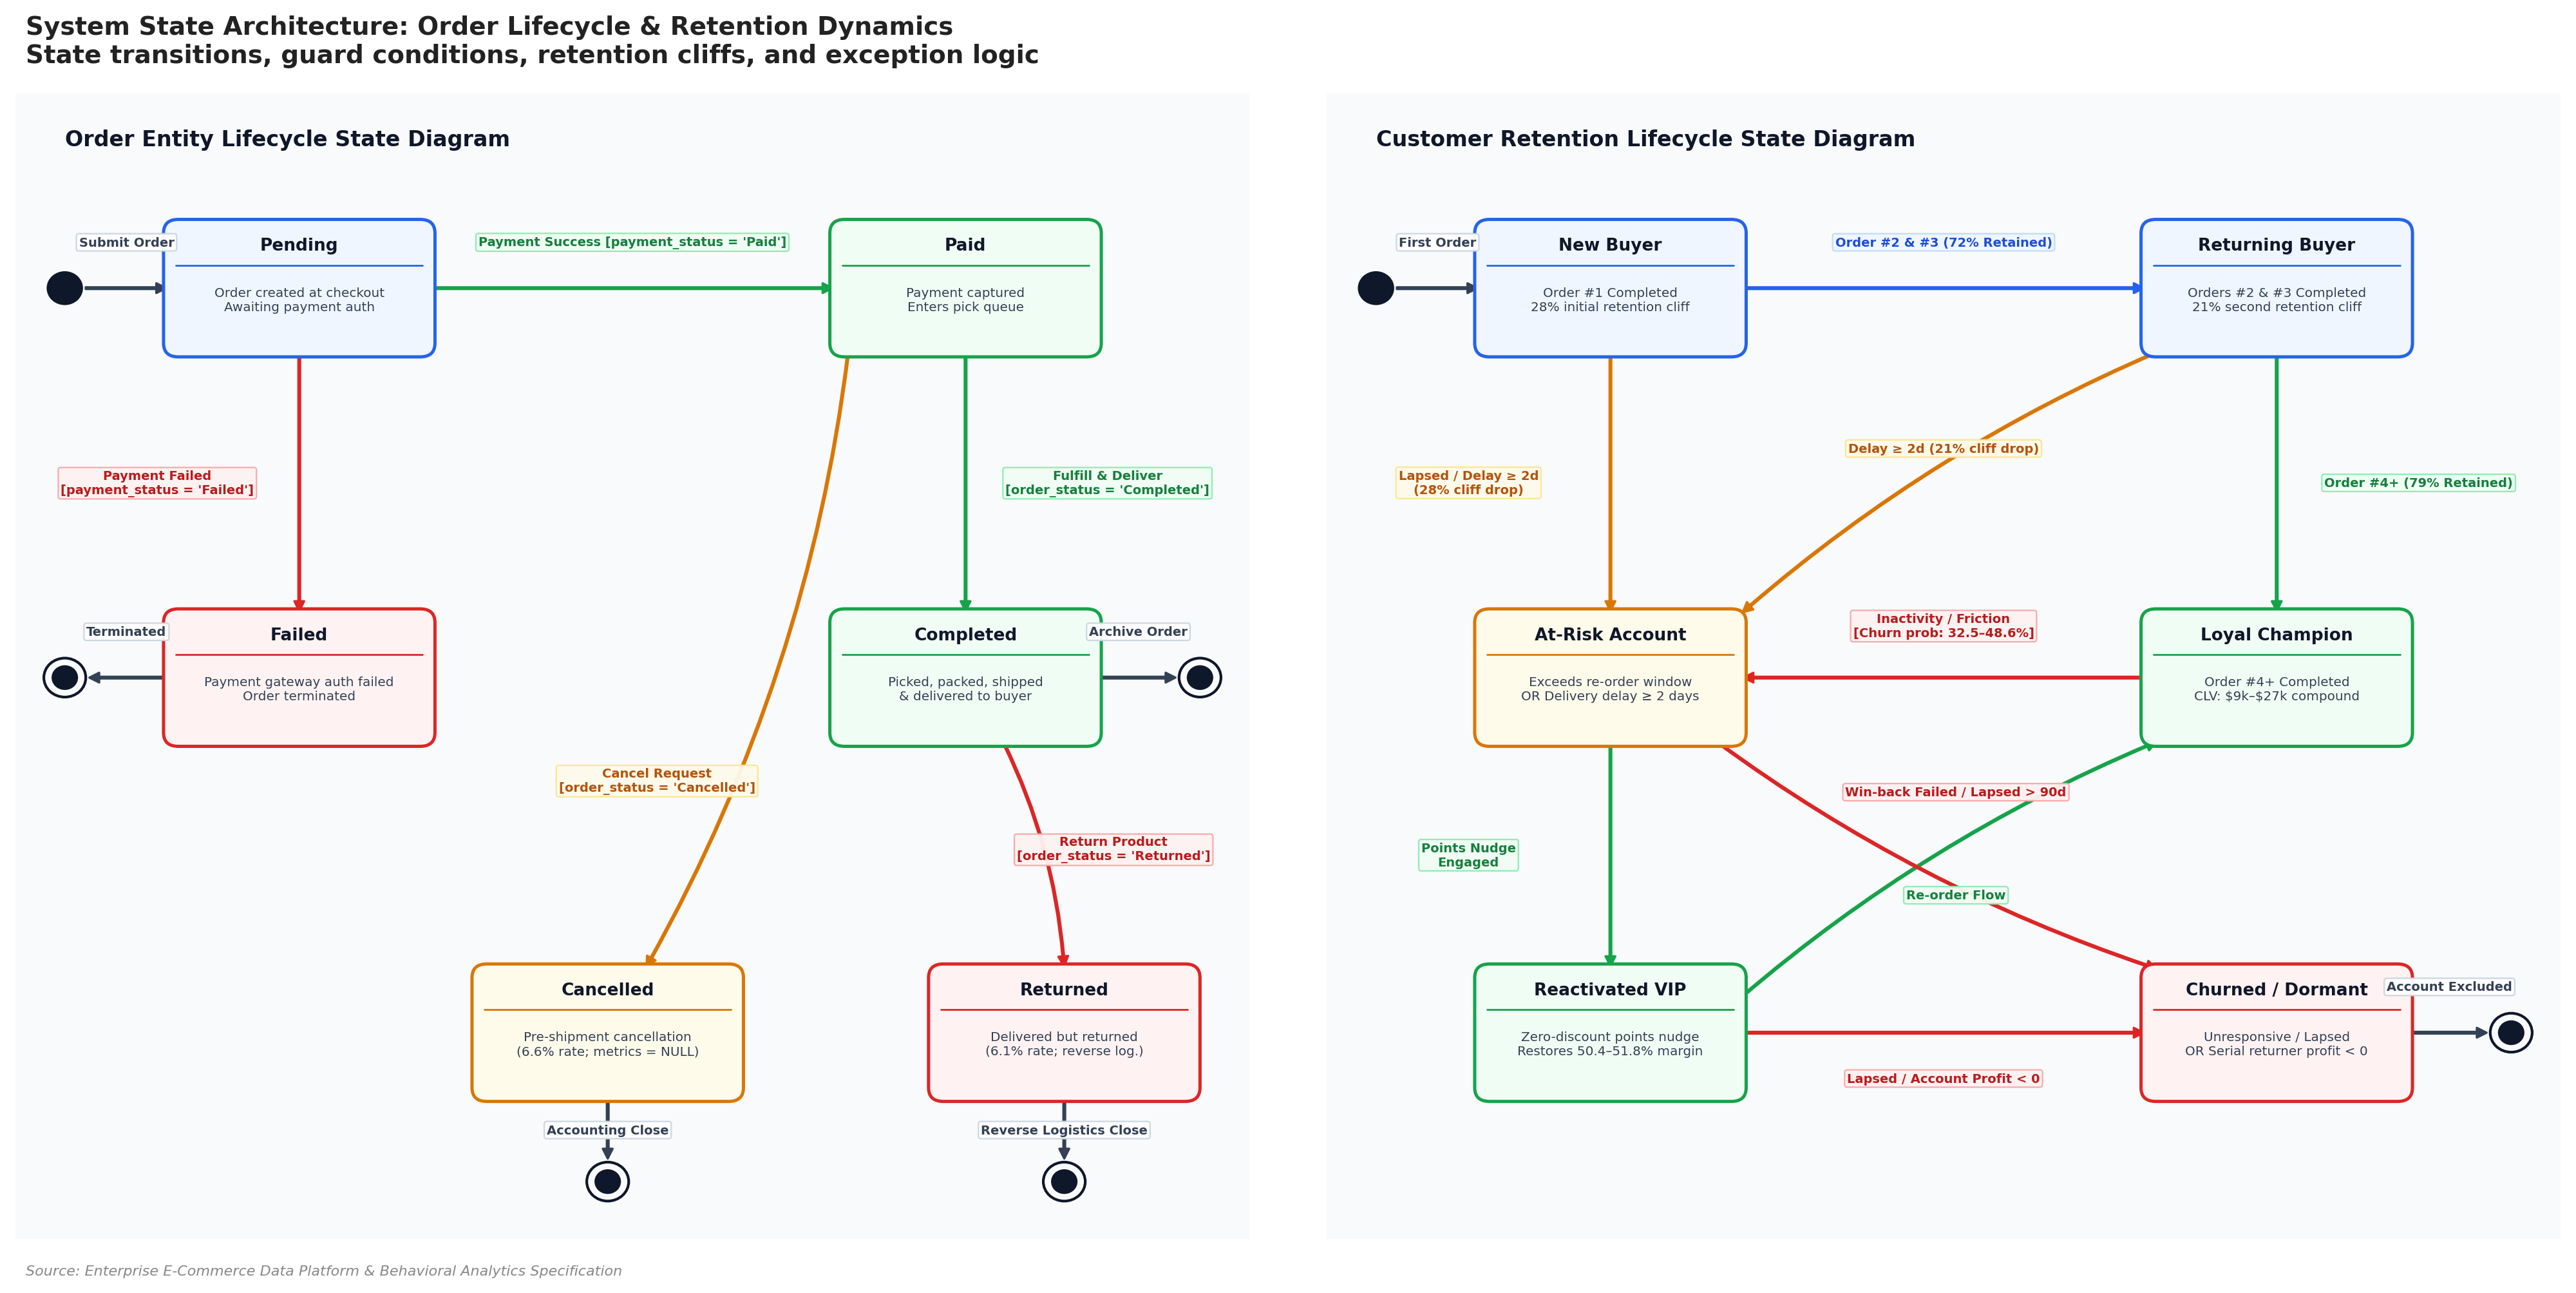 System State Architecture: Order Lifecycle & Retention Dynamics
State transitions, guard conditions, retention cliffs, and exception logic
Order Entity Lifecycle State Diagram
Submit Order
Pending
Order created at checkout
Awaiting payment auth
Payment Success [payment_status = 'Paid']
Paid
Payment captured
Enters pick queue
Payment Failed
[payment_status = 'Failed']
Fulfill & Deliver
[order_status = 'Completed']
Terminated
Failed
Payment gateway auth failed
Order terminated
Completed
Picked, packed, shipped
& delivered to buyer
Archive Order
Cancel Request
[order_status = 'Cancelled']
Return Product
[order_status = 'Returned']
Cancelled
Pre-shipment cancellation
(6.6% rate; metrics = NULL)
Returned
Delivered but returned
(6.1% rate; reverse log.)
Accounting Close
Reverse Logistics Close
Customer Retention Lifecycle State Diagram
First Order
New Buyer
Order #1 Completed
28% initial retention cliff
Order #2 & #3 (72% Retained)
Returning Buyer
Orders #2 & #3 Completed
21% second retention cliff
Delay ≥ 2d (21% cliff drop)
Lapsed / Delay ≥ 2d
(28% cliff drop)
Order #4+ (79% Retained)
At-Risk Account
Exceeds re-order window
OR Delivery delay ≥ 2 days
Inactivity / Friction
[Churn prob: 32.5–48.6%]
Loyal Champion
Order #4+ Completed
CLV: $9k–$27k compound
Win-back Failed / Lapsed > 90d
Points Nudge
Engaged
Re-order Flow
Reactivated VIP
Zero-discount points nudge
Restores 50.4–51.8% margin
Lapsed / Account Profit < 0
Churned / Dormant
Unresponsive / Lapsed
OR Serial returner profit < 0
Account Excluded
Source: Enterprise E-Commerce Data Platform & Behavioral Analytics Specification